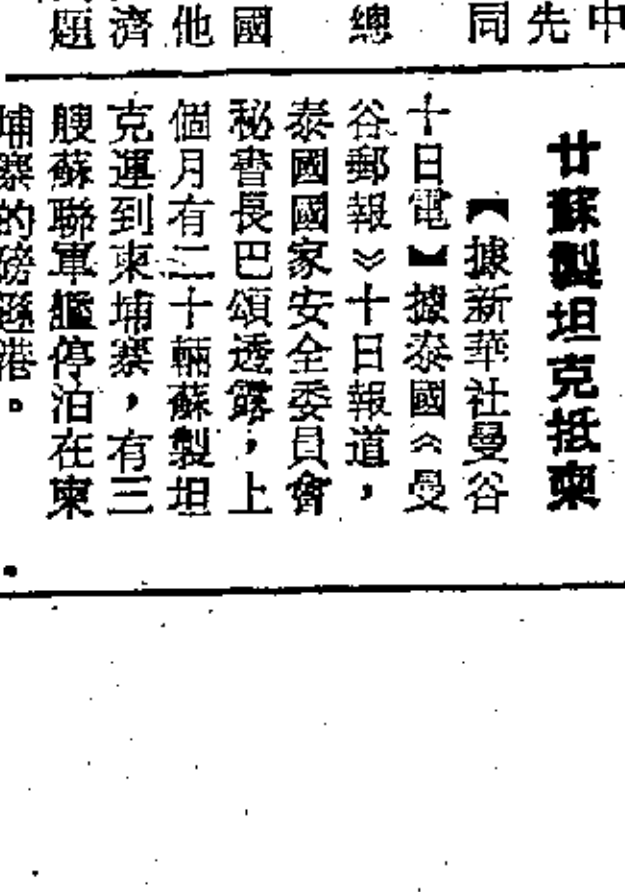 中
先
同
總
國
他
濟
題
廿蘇製坦克抵柬
【據新華社曼谷
十日電】據泰國《曼
谷郵報》十日報道，
泰國國家安全委員會
秘書長巴頌透露，上
個月有二十輛蘇製坦
克運到柬埔寨，有三
艘蘇聯軍艦停泊在柬
埔寨的磅遜港。